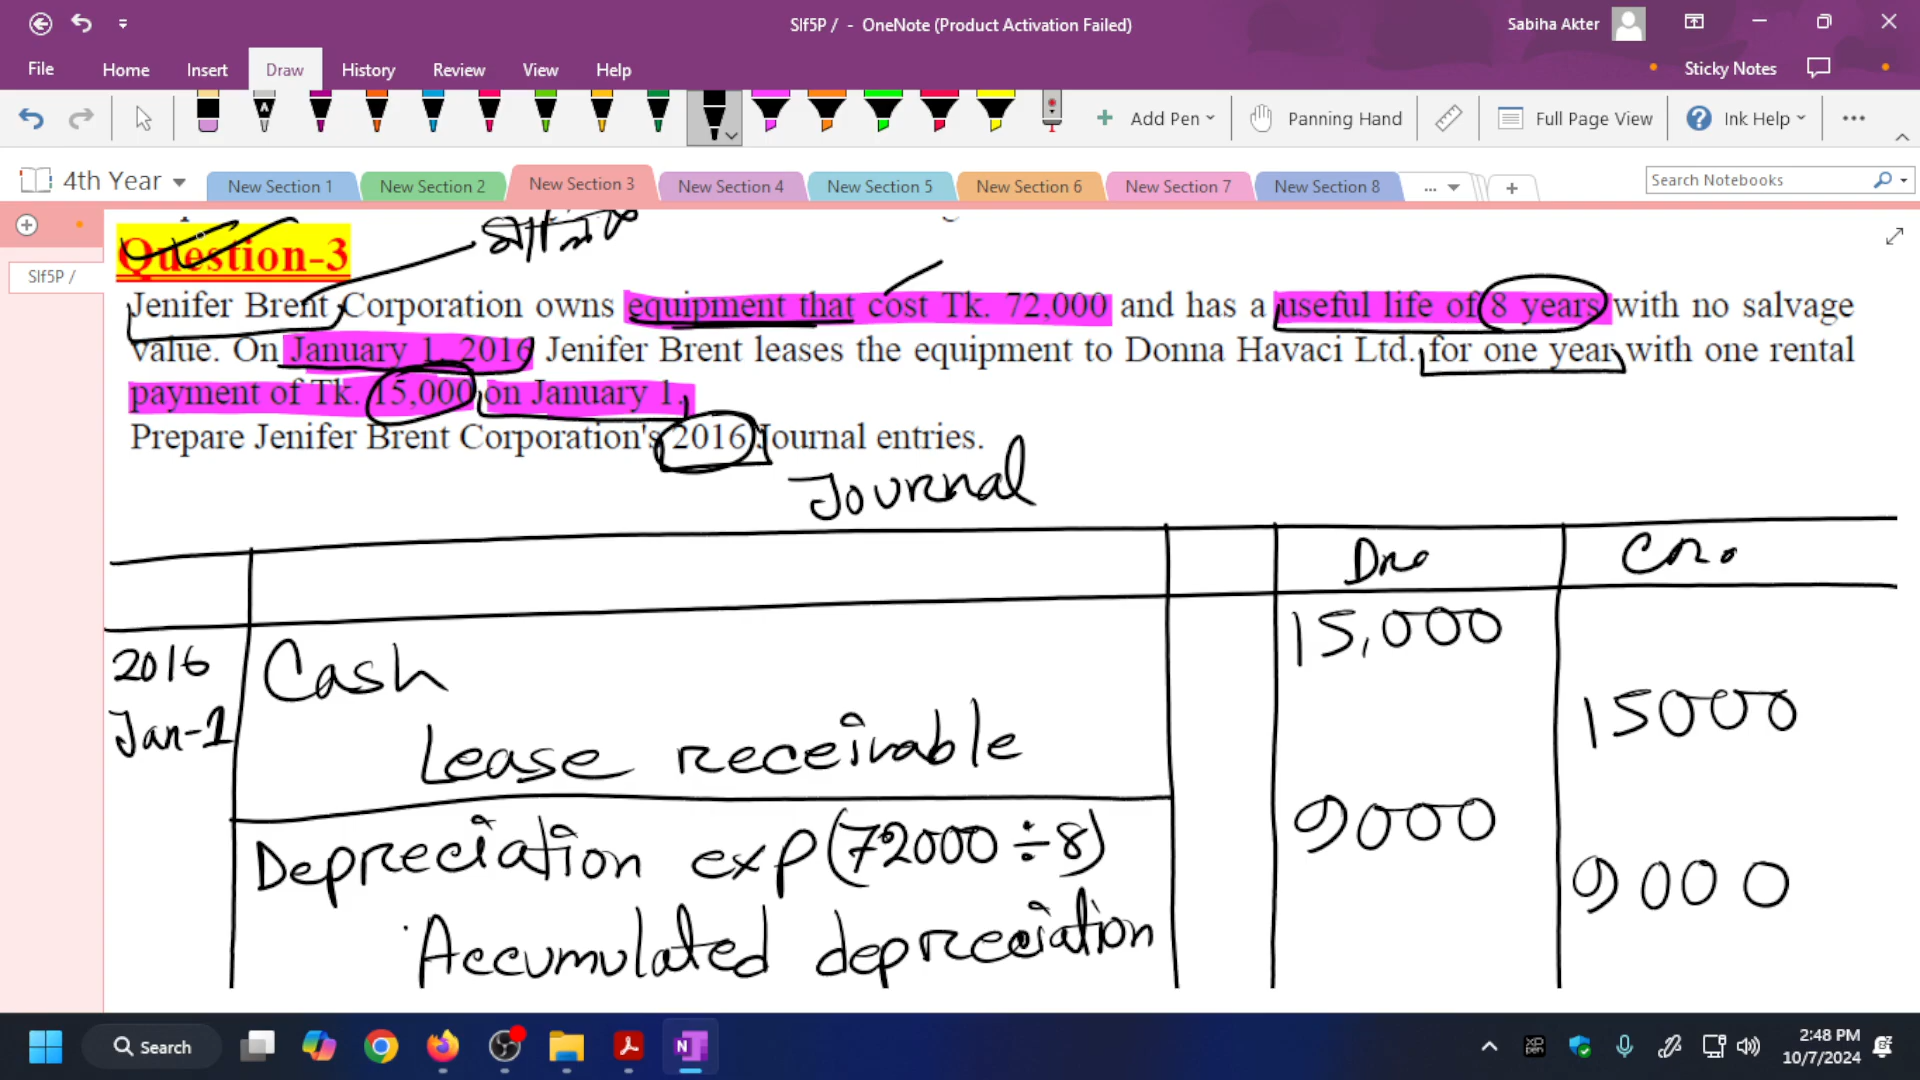 Slf5P / - OneNote (Product Activation Failed)
Sabiha Akter
File Home Insert Draw History Review View Help
Sticky Notes
A
Add Pen
Panning Hand
Full Page View
Ink Help
4th Year
New Section 1
New Section 2
New Section 3
New Section 4
New Section 5
New Section 6
New Section 7
New Section 8
...
Search Notebooks
Slf5P /
Question-3
Jenifer Brent Corporation owns equipment that cost Tk. 72,000 and has a useful life of 8 years with no salvage
value. On January 1, 2016 Jenifer Brent leases the equipment to Donna Havaci Ltd. for one year with one rental
payment of Tk. 15,000 on January 1.
Prepare Jenifer Brent Corporation's 2016 Journal entries.
Journal
Dr. Cr.
2016 Cash 15,000
Jan-1 Lease receivable 15000
Depreciation exp (72000 ÷ 8) 9000
Accumulated depreciation 9000
Search
2:48 PM
10/7/2024